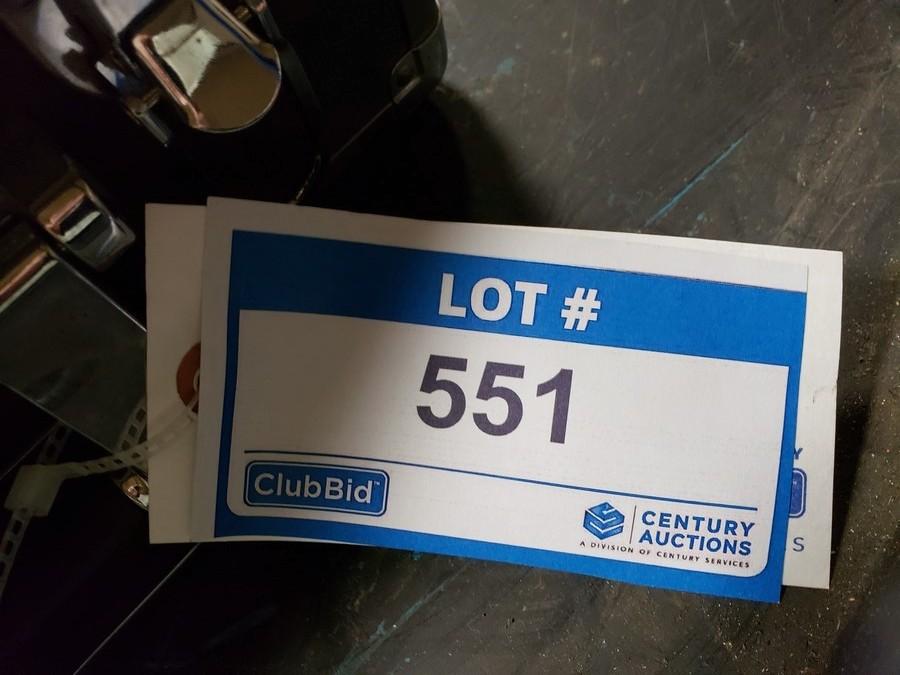 LOT #
551
ClubBid™
CENTURY
AUCTIONS
A DIVISION OF CENTURY SERVICES
Y
S